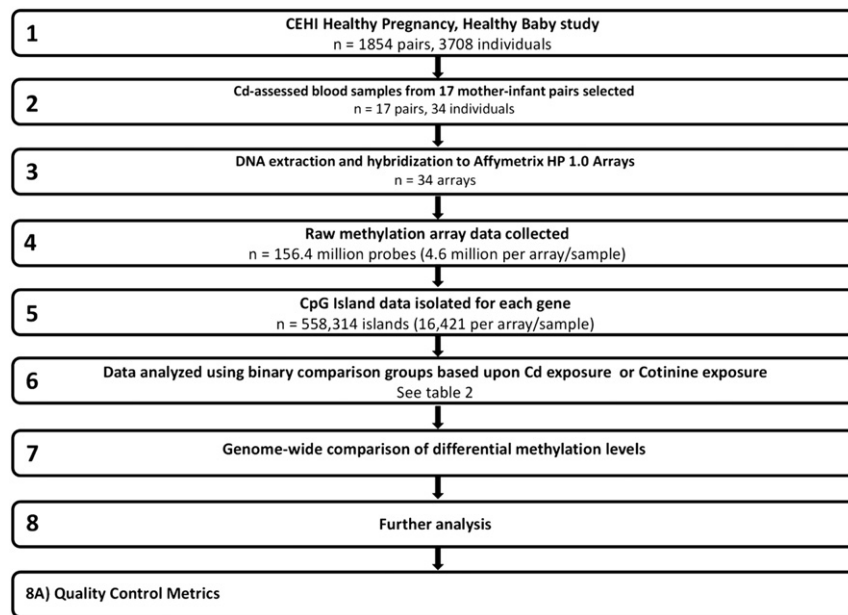 1
CEHI Healthy Pregnancy, Healthy Baby study
n = 1854 pairs, 3708 individuals
2
Cd-assessed blood samples from 17 mother-infant pairs selected
n = 17 pairs, 34 individuals
3
DNA extraction and hybridization to Affymetrix HP 1.0 Arrays
n = 34 arrays
4
Raw methylation array data collected
n = 156.4 million probes (4.6 million per array/sample)
5
CpG Island data isolated for each gene
n = 558,314 islands (16,421 per array/sample)
6
Data analyzed using binary comparison groups based upon Cd exposure or Cotinine exposure
See table 2
7
Genome-wide comparison of differential methylation levels
8
Further analysis
8A) Quality Control Metrics